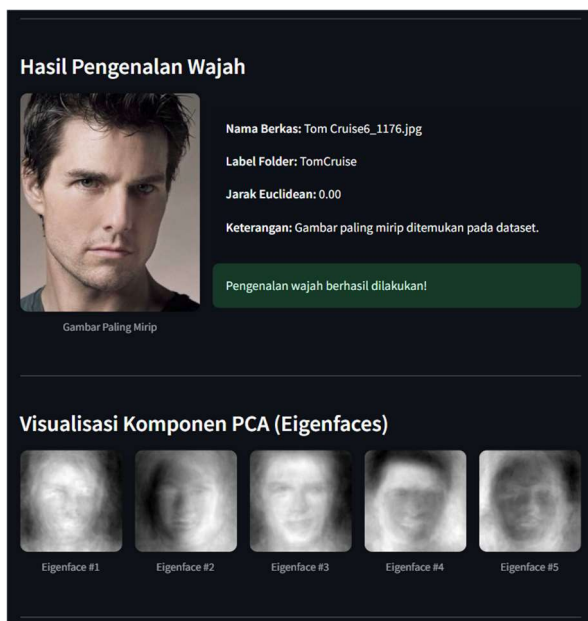 Hasil Pengenalan Wajah
Nama Berkas: Tom Cruise6_1176.jpg
Label Folder: TomCruise
Jarak Euclidean: 0.00
Keterangan: Gambar paling mirip ditemukan pada dataset.
Pengenalan wajah berhasil dilakukan!
Gambar Paling Mirip
Visualisasi Komponen PCA (Eigenfaces)
Eigenface #1
Eigenface #2
Eigenface #3
Eigenface #4
Eigenface #5